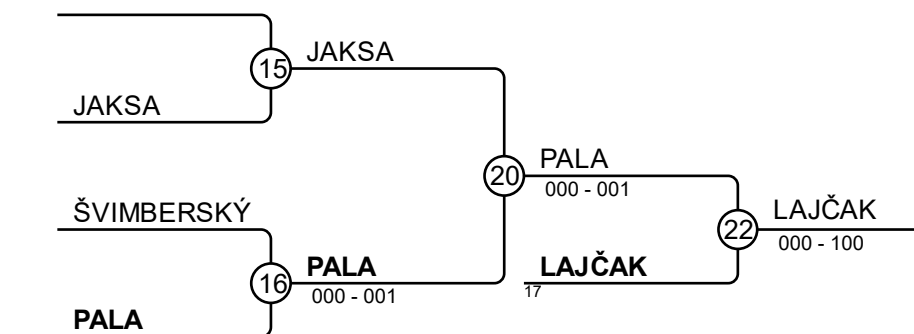 JAKSA
15
JAKSA
ŠVIMBERSKÝ
16
PALA
PALA
000 - 001
20
PALA
000 - 001
LAJČAK
17
22
LAJČAK
000 - 100